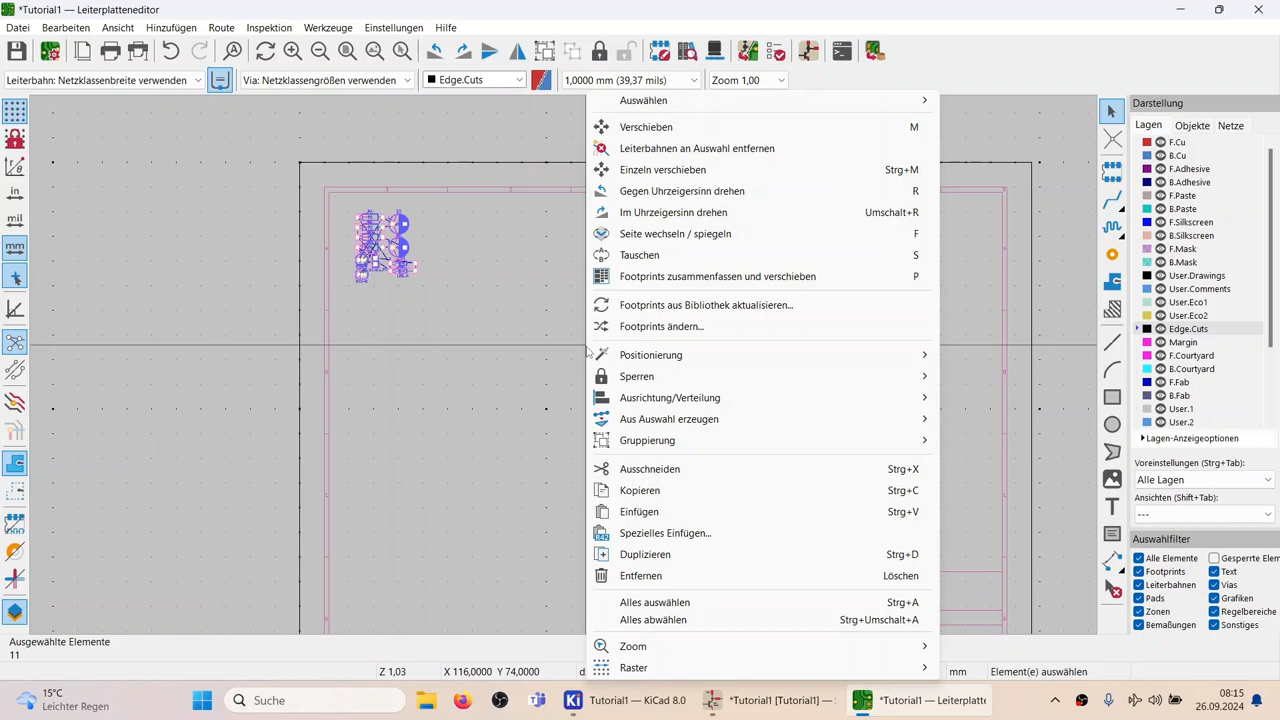 *Tutorial1 — Leiterplatteneditor
Datei Bearbeiten Ansicht Hinzufügen Route Inspektion Werkzeuge Einstellungen Hilfe
Leiterbahn: Netzklassenbreite verwenden Via: Netzklassengrößen verwenden Edge.Cuts 1,0000 mm (39,37 mils) Zoom 1,00
in
mil
mm
Auswählen
Verschieben M
Leiterbahnen an Auswahl entfernen
Einzeln verschieben Strg+M
Gegen Uhrzeigersinn drehen R
Im Uhrzeigersinn drehen Umschalt+R
Seite wechseln / spiegeln F
Tauschen S
Footprints zusammenfassen und verschieben P
Footprints aus Bibliothek aktualisieren...
Footprints ändern...
Positionierung
Sperren
Ausrichtung/Verteilung
Aus Auswahl erzeugen
Gruppierung
Ausschneiden Strg+X
Kopieren Strg+C
Einfügen Strg+V
Spezielles Einfügen...
Duplizieren Strg+D
Entfernen Löschen
Alles auswählen Strg+A
Alles abwählen Strg+Umschalt+A
Zoom
Raster
Darstellung
Lagen Objekte Netze
F.Cu
B.Cu
F.Adhesive
B.Adhesive
F.Paste
B.Paste
F.Silkscreen
B.Silkscreen
F.Mask
B.Mask
User.Drawings
User.Comments
User.Eco1
User.Eco2
Edge.Cuts
Margin
F.Courtyard
B.Courtyard
F.Fab
B.Fab
User.1
User.2
Lagen-Anzeigeoptionen
Voreinstellungen (Strg+Tab):
Alle Lagen
Ansichten (Shift+Tab):
---
Auswahlfilter
Alle Elemente Gesperrte Elem
Footprints Text
Leiterbahnen Vias
Pads Grafiken
Zonen Regelbereiche
Bemaßungen Sonstiges
Ausgewählte Elemente
11
Z 1,03 X 116,0000 Y 74,0000 mm Element(e) auswählen
15°C
Leichter Regen
Suche
Tutorial1 — KiCad 8.0
*Tutorial1 [Tutorial1] —
*Tutorial1 — Leiterplatte
08:15
26.09.2024